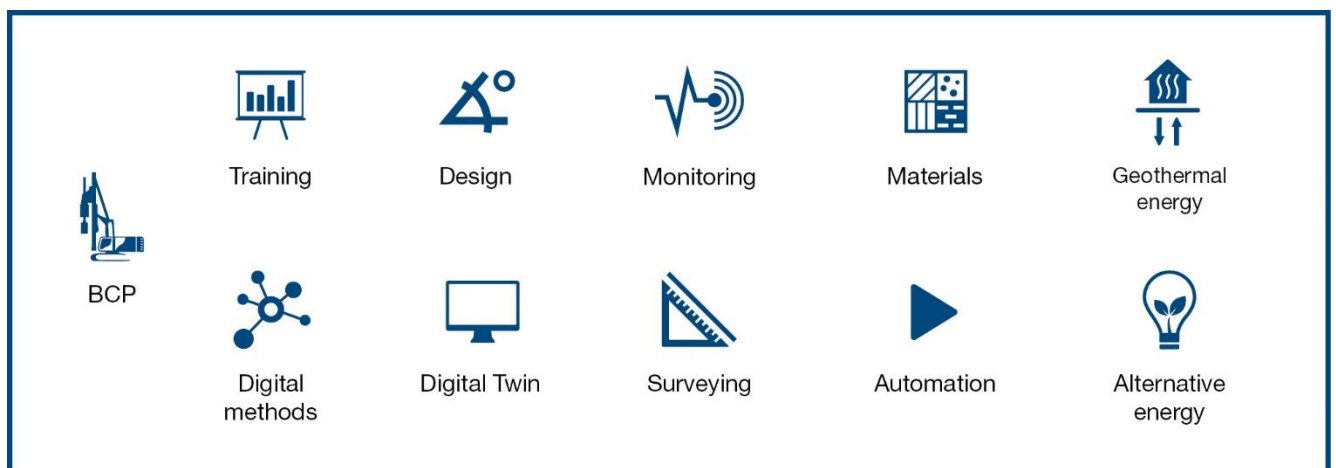 Training
Design
Monitoring
Materials
Geothermal
energy
BCP
Digital
methods
Digital Twin
Surveying
Automation
Alternative
energy